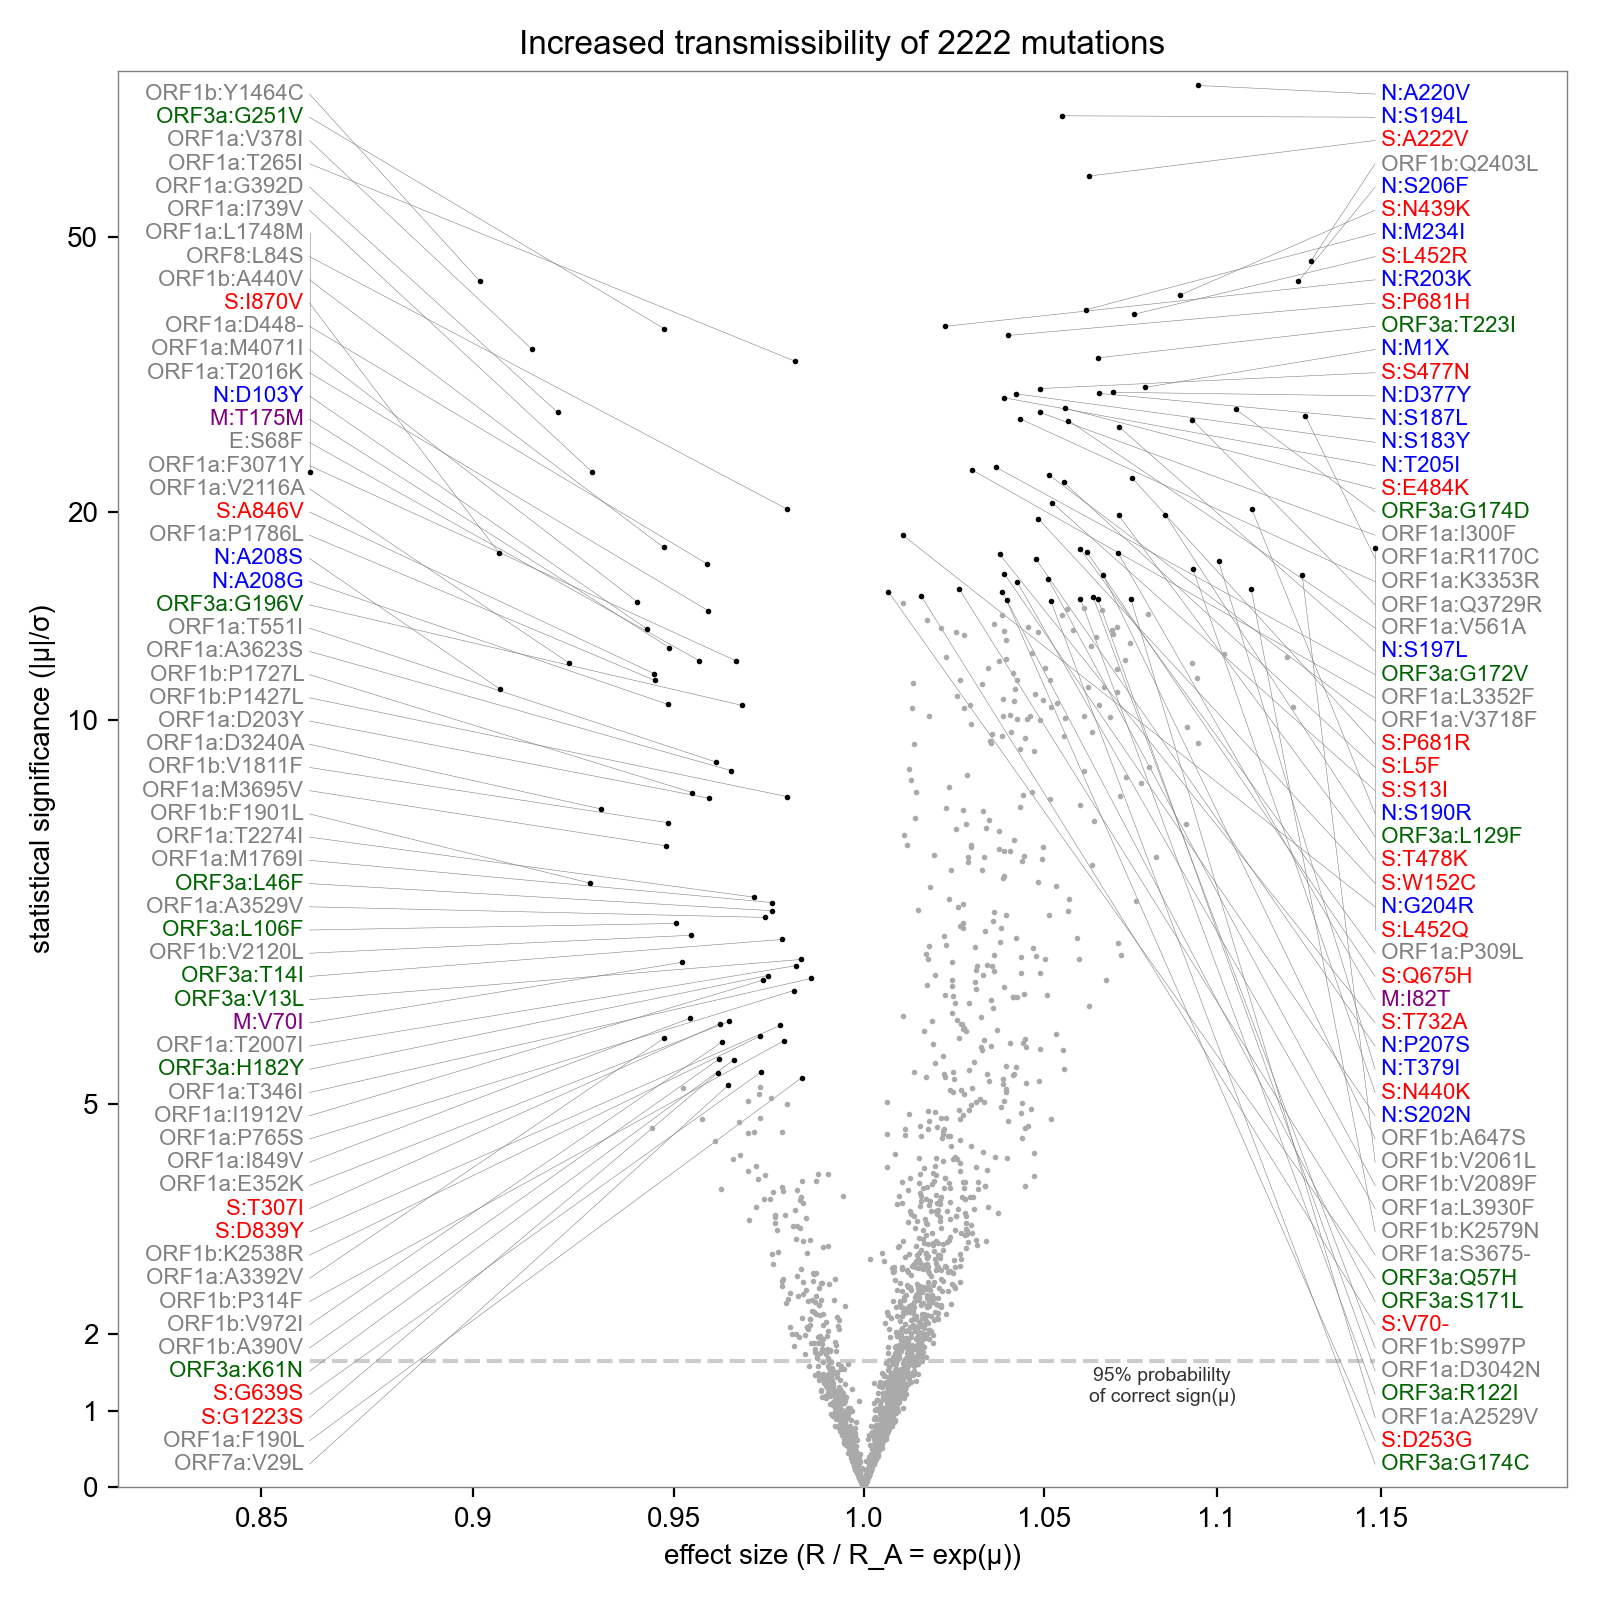 Increased transmissibility of 2222 mutations
ORF1b:Y1464C
ORF3a:G251V
ORF1a:V378I
ORF1a:T265I
ORF1a:G392D
ORF1a:I739V
ORF1a:L1748M
ORF8:L84S
ORF1b:A440V
S:I870V
ORF1a:D448-
ORF1a:M4071I
ORF1a:T2016K
N:D103Y
M:T175M
E:S68F
ORF1a:F3071Y
ORF1a:V2116A
S:A846V
ORF1a:P1786L
N:A208S
N:A208G
ORF3a:G196V
ORF1a:T551I
ORF1a:A3623S
ORF1b:P1727L
ORF1b:P1427L
ORF1a:D203Y
ORF1a:D3240A
ORF1b:V1811F
ORF1a:M3695V
ORF1b:F1901L
ORF1a:T2274I
ORF1a:M1769I
ORF3a:L46F
ORF1a:A3529V
ORF3a:L106F
ORF1b:V2120L
ORF3a:T14I
ORF3a:V13L
M:V70I
ORF1a:T2007I
ORF3a:H182Y
ORF1a:T346I
ORF1a:I1912V
ORF1a:P765S
ORF1a:I849V
ORF1a:E352K
S:T307I
S:D839Y
ORF1b:K2538R
ORF1a:A3392V
ORF1b:P314F
ORF1b:V972I
ORF1b:A390V
ORF3a:K61N
S:G639S
S:G1223S
ORF1a:F190L
ORF7a:V29L
N:A220V
N:S194L
S:A222V
ORF1b:Q2403L
N:S206F
S:N439K
N:M234I
S:L452R
N:R203K
S:P681H
ORF3a:T223I
N:M1X
S:S477N
N:D377Y
N:S187L
N:S183Y
N:T205I
S:E484K
ORF3a:G174D
ORF1a:I300F
ORF1a:R1170C
ORF1a:K3353R
ORF1a:Q3729R
ORF1a:V561A
N:S197L
ORF3a:G172V
ORF1a:L3352F
ORF1a:V3718F
S:P681R
S:L5F
S:S13I
N:S190R
ORF3a:L129F
S:T478K
S:W152C
N:G204R
S:L452Q
ORF1a:P309L
S:Q675H
M:I82T
S:T732A
N:P207S
N:T379I
S:N440K
N:S202N
ORF1b:A647S
ORF1b:V2061L
ORF1b:V2089F
ORF1a:L3930F
ORF1b:K2579N
ORF1a:S3675-
ORF3a:Q57H
ORF3a:S171L
S:V70-
ORF1b:S997P
ORF1a:D3042N
ORF3a:R122I
ORF1a:A2529V
S:D253G
ORF3a:G174C
95% probabililty
of correct sign(μ)
statistical significance (|μ|/σ)
50
20
10
5
2
1
0
0.85
0.9
0.95
1.0
1.05
1.1
1.15
effect size (R / R_A = exp(μ))